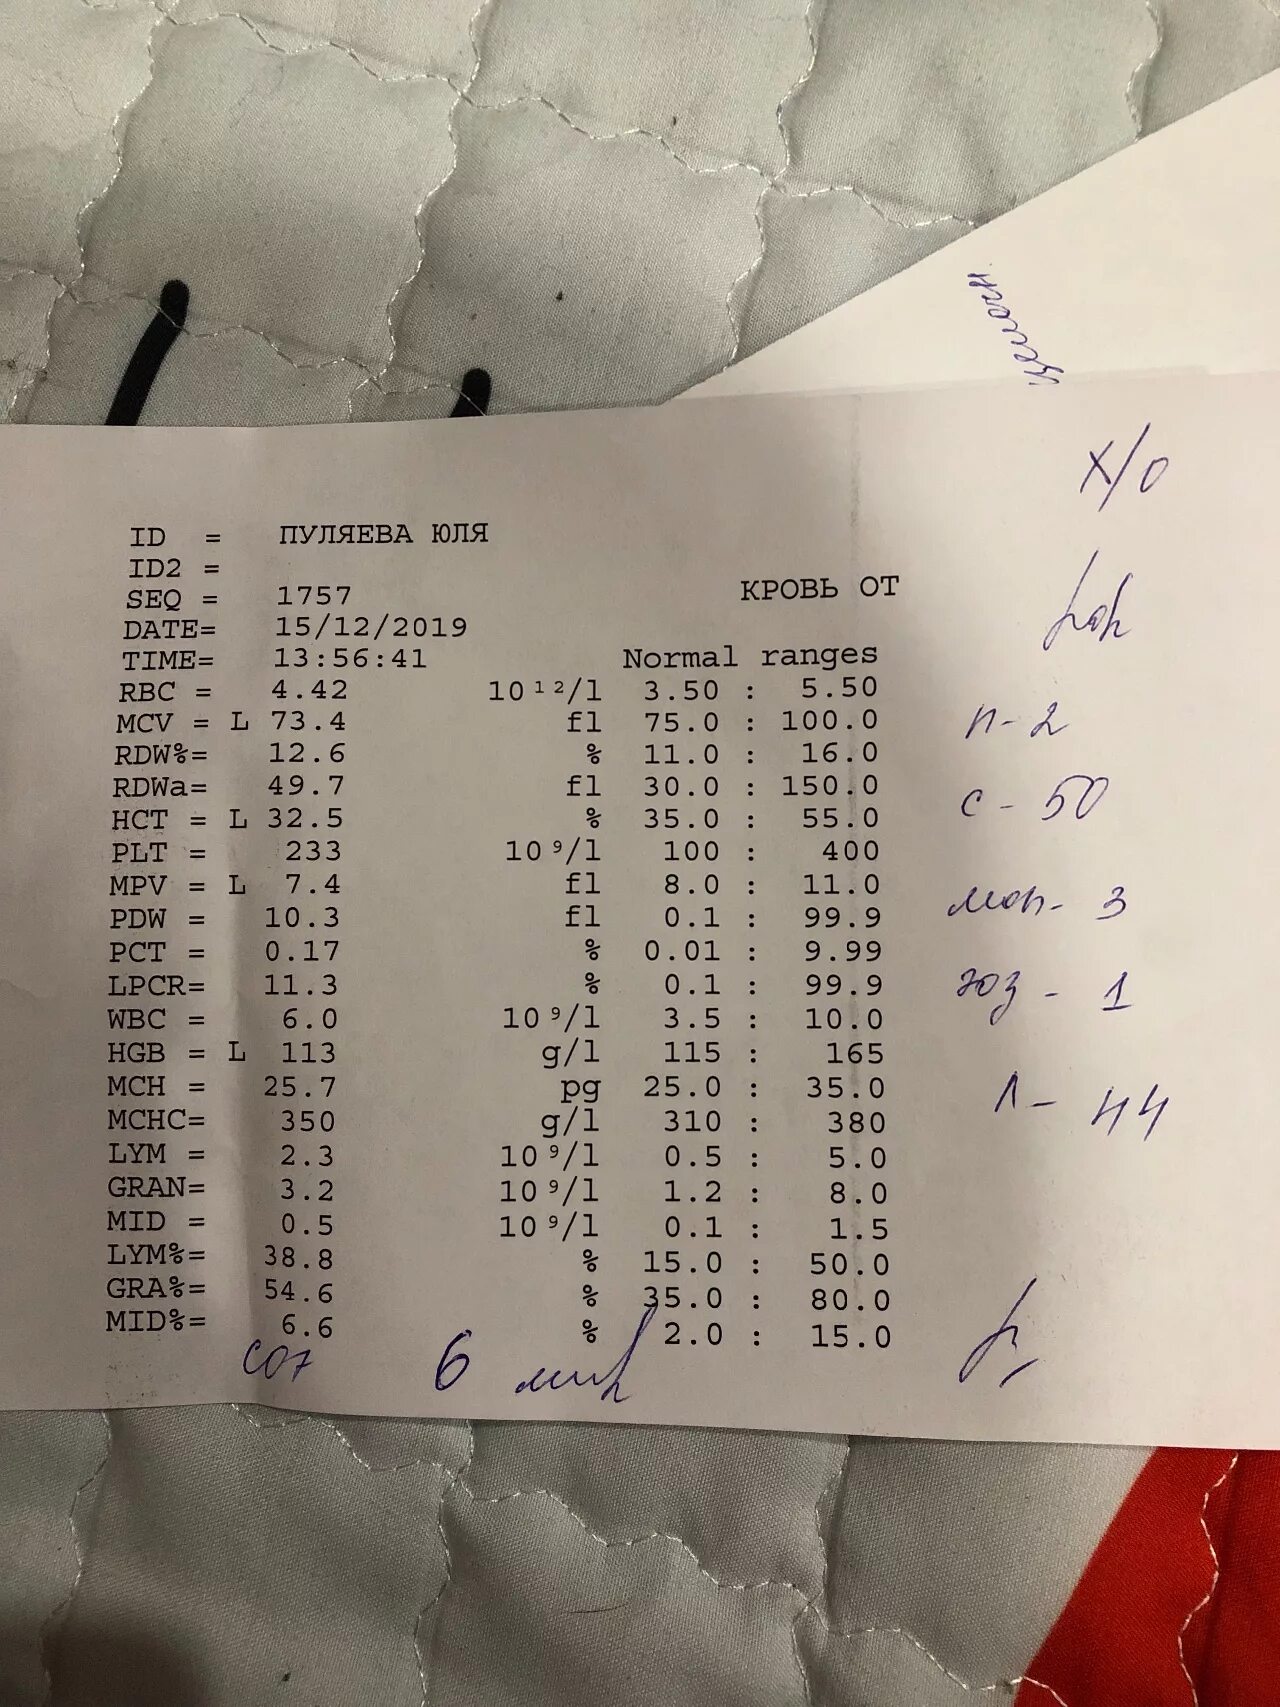 Х/О
ID = ПУЛЯЕВА ЮЛЯ
ID2 =
SEQ = 1757 КРОВЬ ОТ
DATE= 15/12/2019
TIME= 13:56:41 Normal ranges
RBC = 4.42 10¹²/l 3.50 : 5.50
MCV = L 73.4 fl 75.0 : 100.0
RDW%= 12.6 % 11.0 : 16.0
RDWa= 49.7 fl 30.0 : 150.0
HCT = L 32.5 % 35.0 : 55.0
PLT = 233 10⁹/l 100 : 400
MPV = L 7.4 fl 8.0 : 11.0
PDW = 10.3 fl 0.1 : 99.9
PCT = 0.17 % 0.01 : 9.99
LPCR= 11.3 % 0.1 : 99.9
WBC = 6.0 10⁹/l 3.5 : 10.0
HGB = L 113 g/l 115 : 165
MCH = 25.7 pg 25.0 : 35.0
MCHC= 350 g/l 310 : 380
LYM = 2.3 10⁹/l 0.5 : 5.0
GRAN= 3.2 10⁹/l 1.2 : 8.0
MID = 0.5 10⁹/l 0.1 : 1.5
LYM%= 38.8 % 15.0 : 50.0
GRA%= 54.6 % 35.0 : 80.0
MID%= 6.6 % 2.0 : 15.0
п - 2
с - 50
мон - 3
эоз - 1
л - 44
СОЭ 6